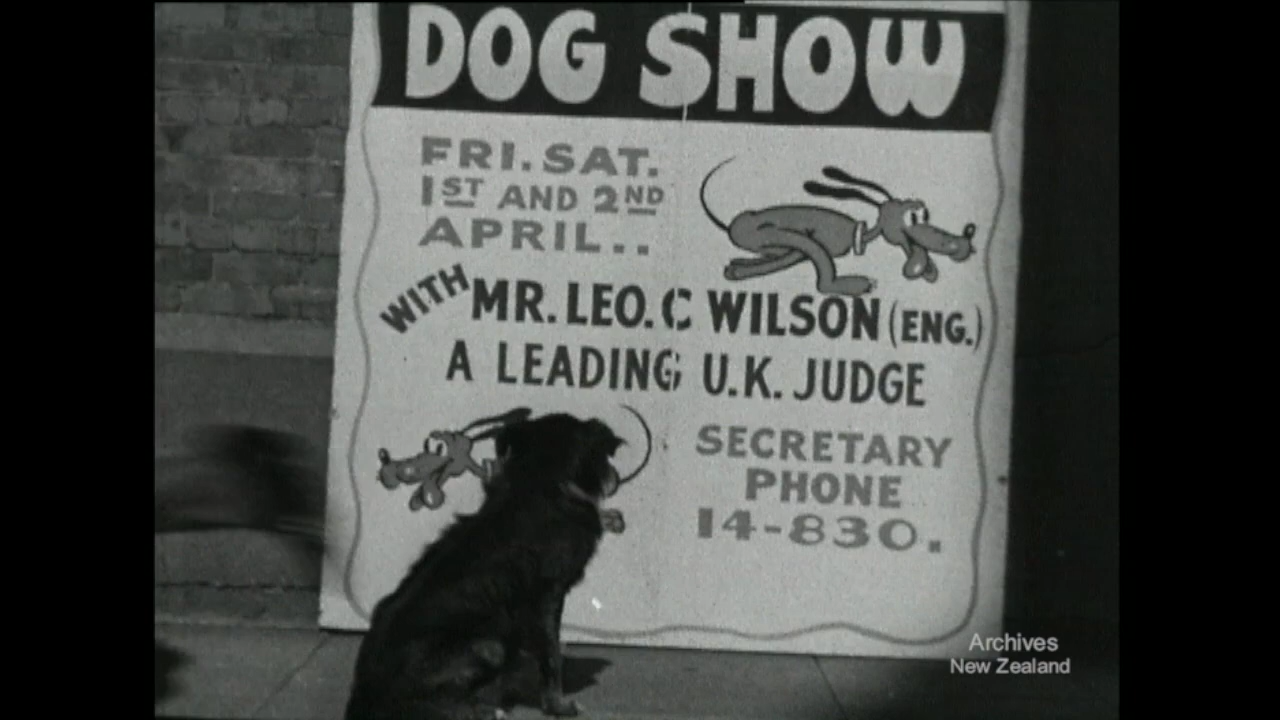 DOG SHOW
FRI. SAT.
1ST AND 2ND
APRIL..
WITH MR. LEO. C WILSON (ENG.)
A LEADING U.K. JUDGE
SECRETARY
PHONE
14-830.
Archives
New Zealand